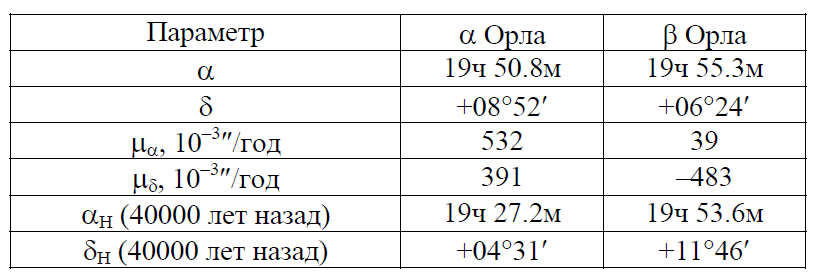 Параметр α Орла β Орла
α 19ч 50.8м 19ч 55.3м
δ +08°52′ +06°24′
μα, 10⁻³″/год 532 39
μδ, 10⁻³″/год 391 –483
αН (40000 лет назад) 19ч 27.2м 19ч 53.6м
δН (40000 лет назад) +04°31′ +11°46′